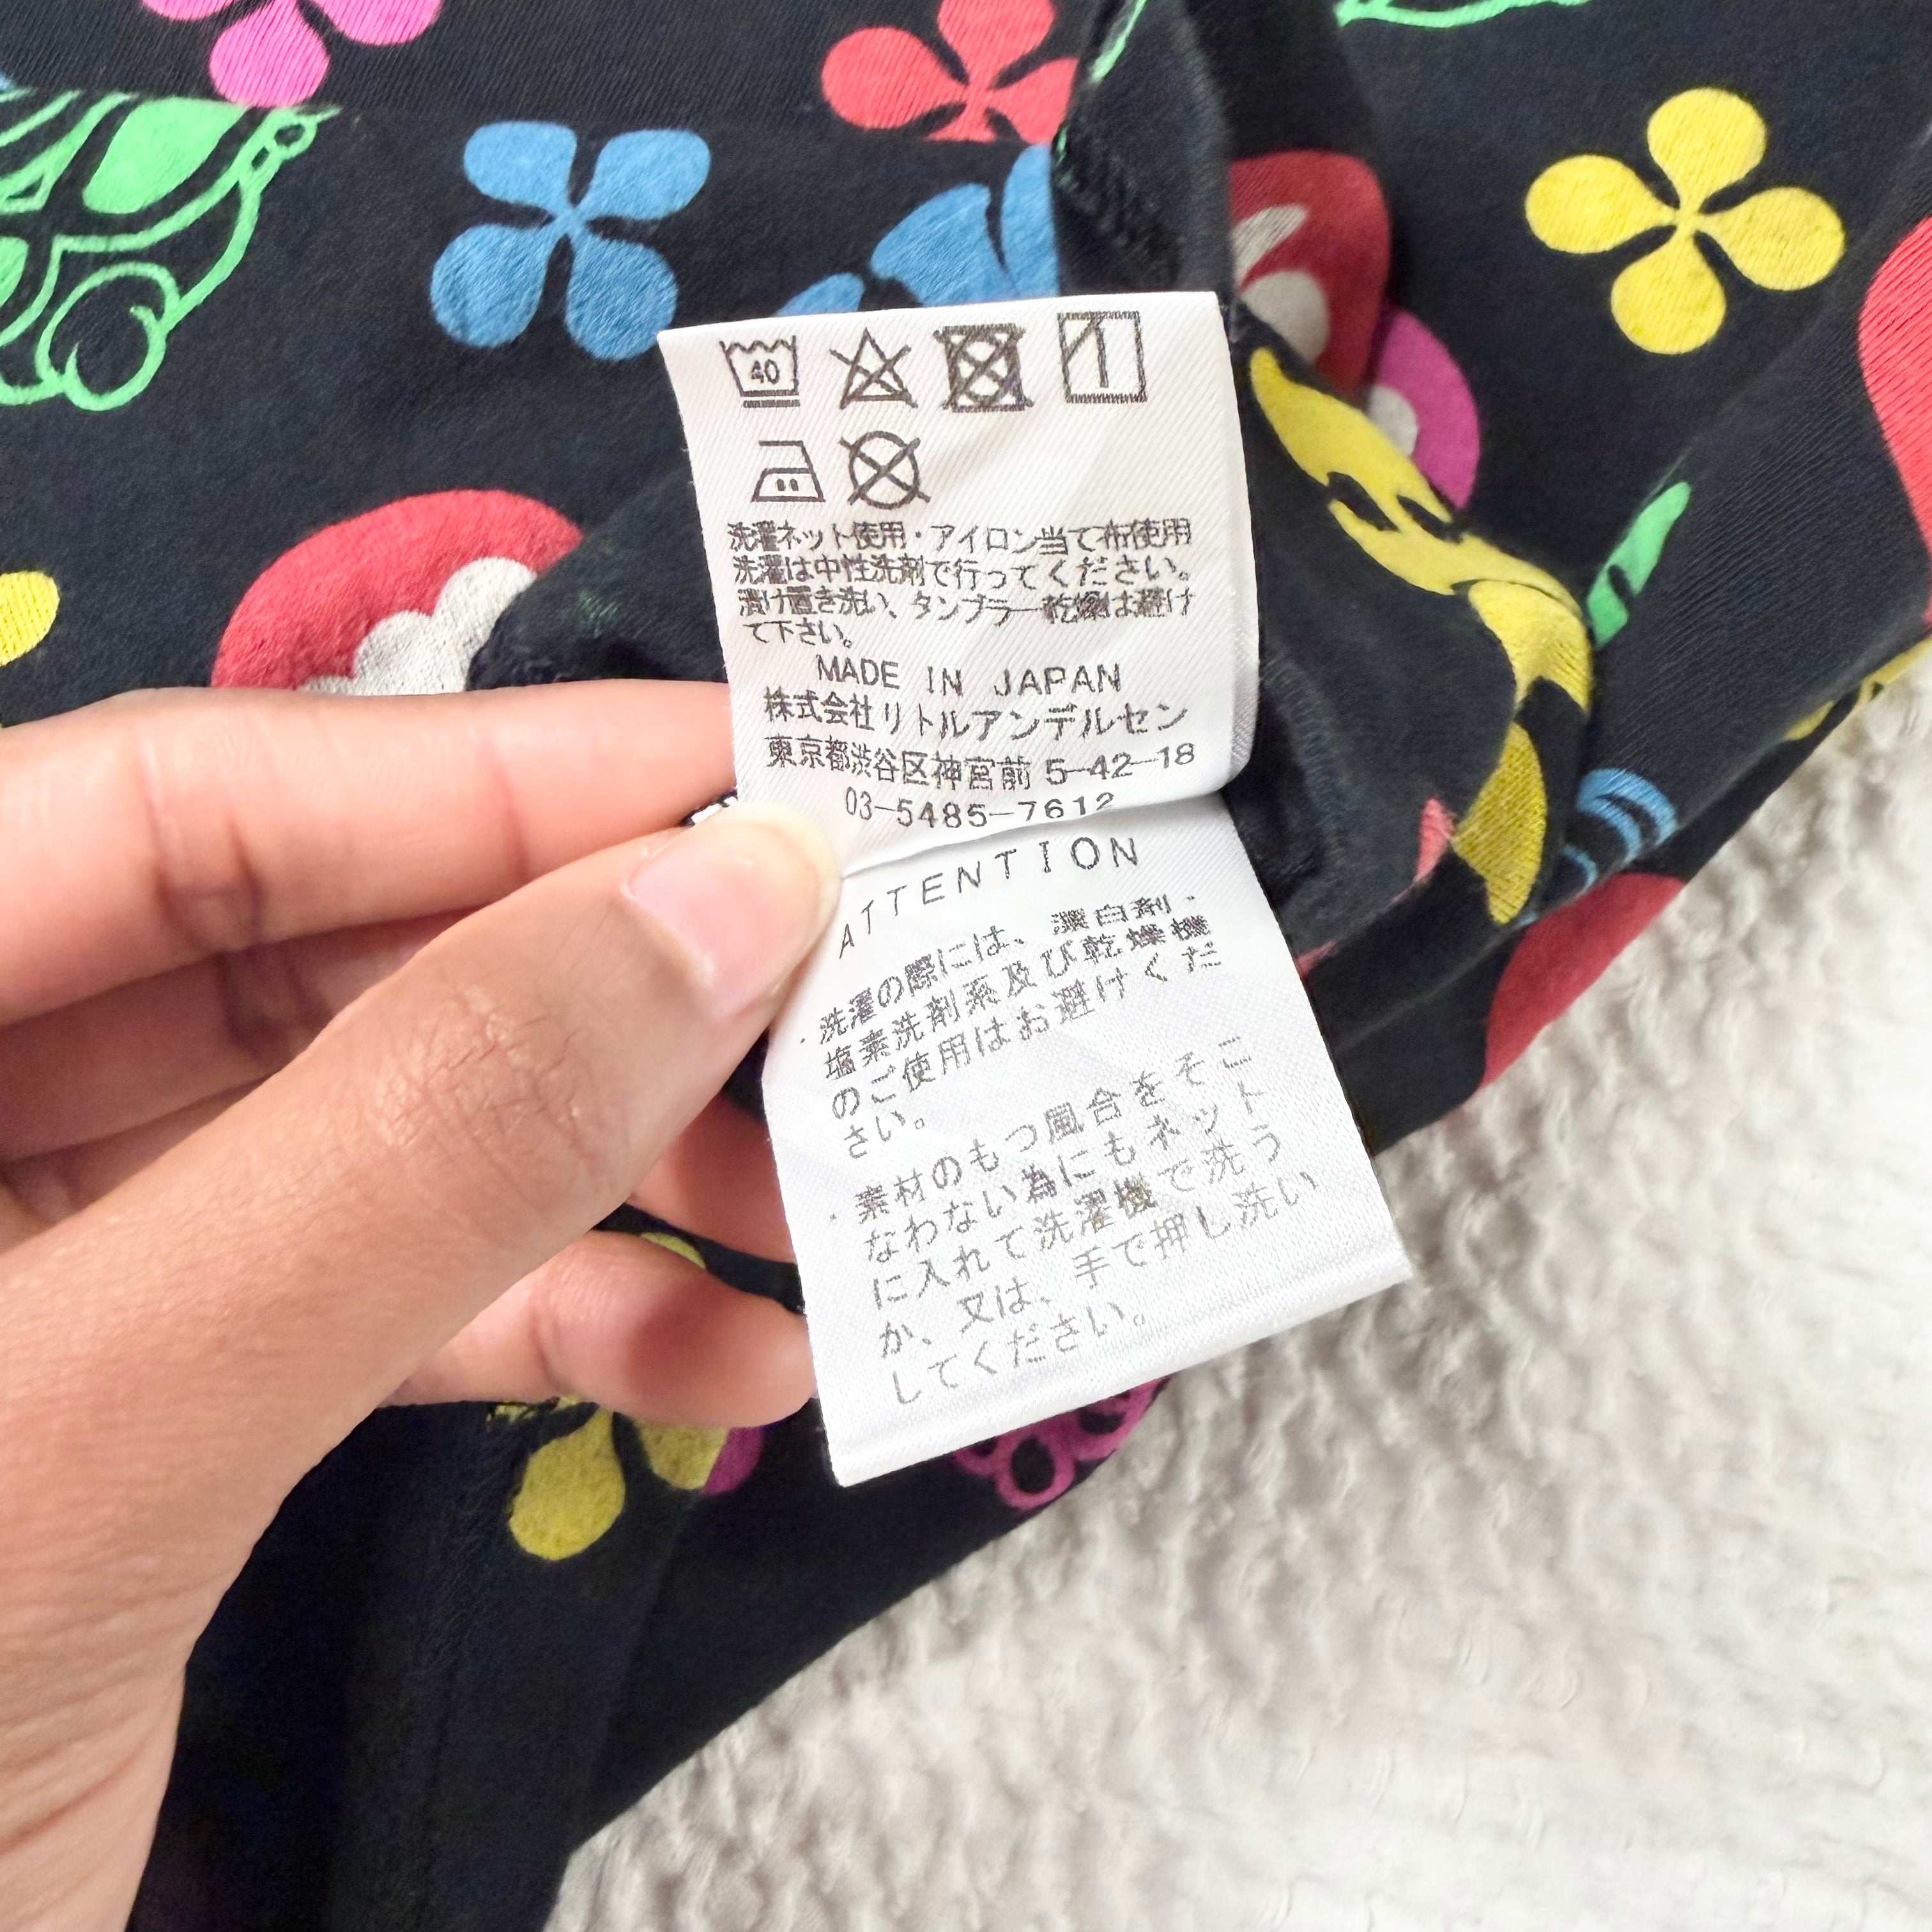 40
洗濯ネット使用・アイロン当て布使用
洗濯は中性洗剤で行ってください。
漬け置き洗い、タンブラー乾燥は避け
て下さい。
MADE IN JAPAN
株式会社リトルアンデルセン
東京都渋谷区神宮前 5-42-18
03-5485-7612
ATTENTION
・洗濯の際には、漂白剤・
塩素洗剤系及び乾燥機
のご使用はお避けくだ
さい。
・素材のもつ風合をそこ
なわない為にもネット
に入れて洗濯機で洗う
か、又は、手で押し洗い
してください。